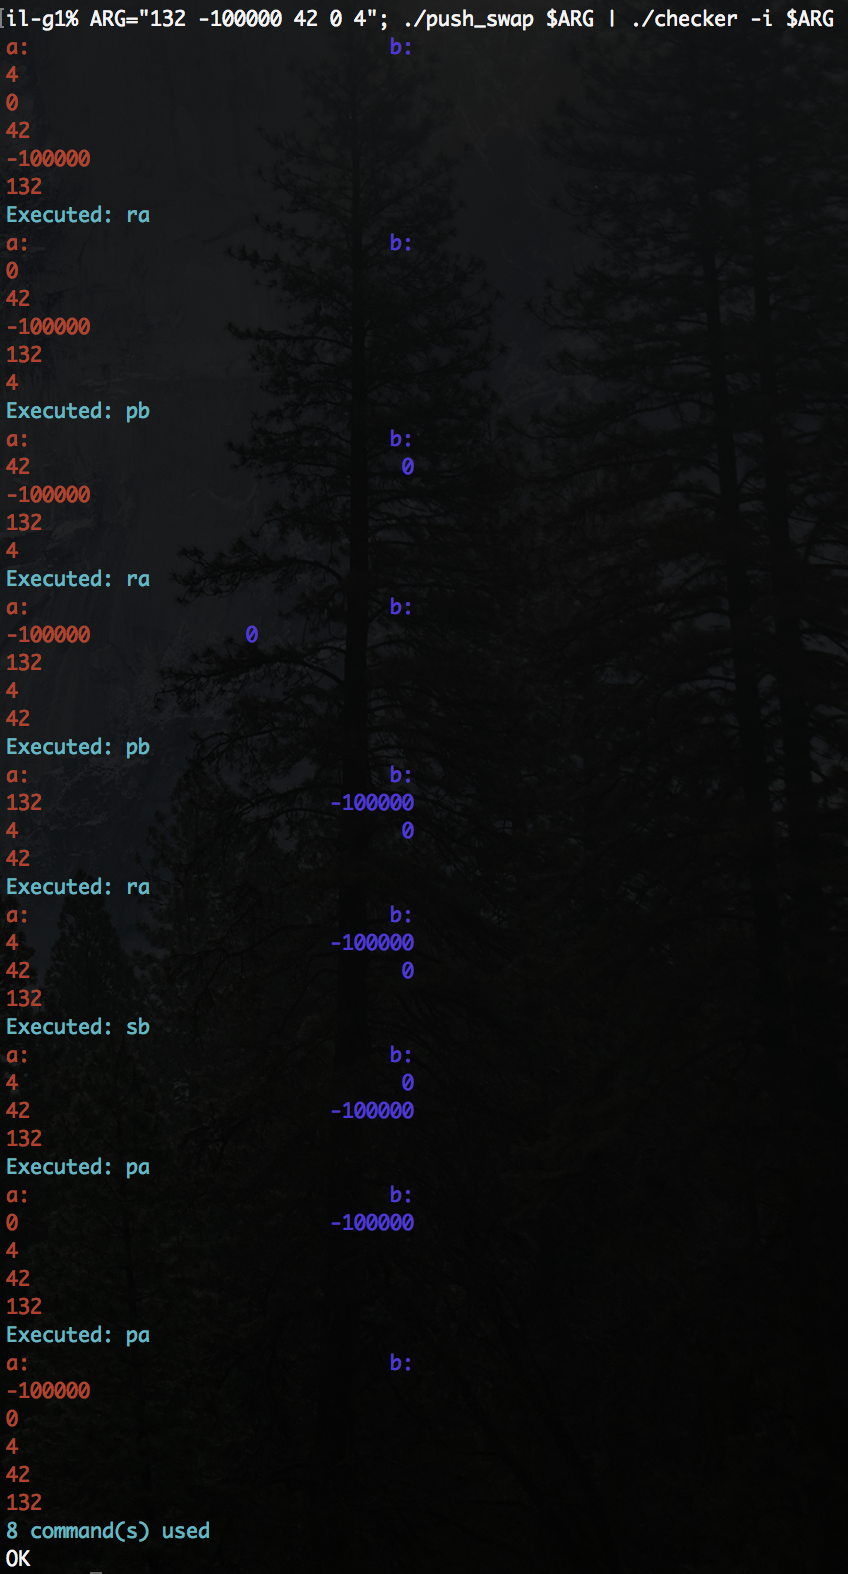 il-g1% ARG="132 -100000 42 0 4"; ./push_swap $ARG | ./checker -i $ARG
a: b:
4
0
42
-100000
132
Executed: ra
a: b:
0
42
-100000
132
4
Executed: pb
a: b:
42 0
-100000
132
4
Executed: ra
a: b:
-100000 0
132
4
42
Executed: pb
a: b:
132 -100000
4 0
42
Executed: ra
a: b:
4 -100000
42 0
132
Executed: sb
a: b:
4 0
42 -100000
132
Executed: pa
a: b:
0 -100000
4
42
132
Executed: pa
a: b:
-100000
0
4
42
132
8 command(s) used
OK